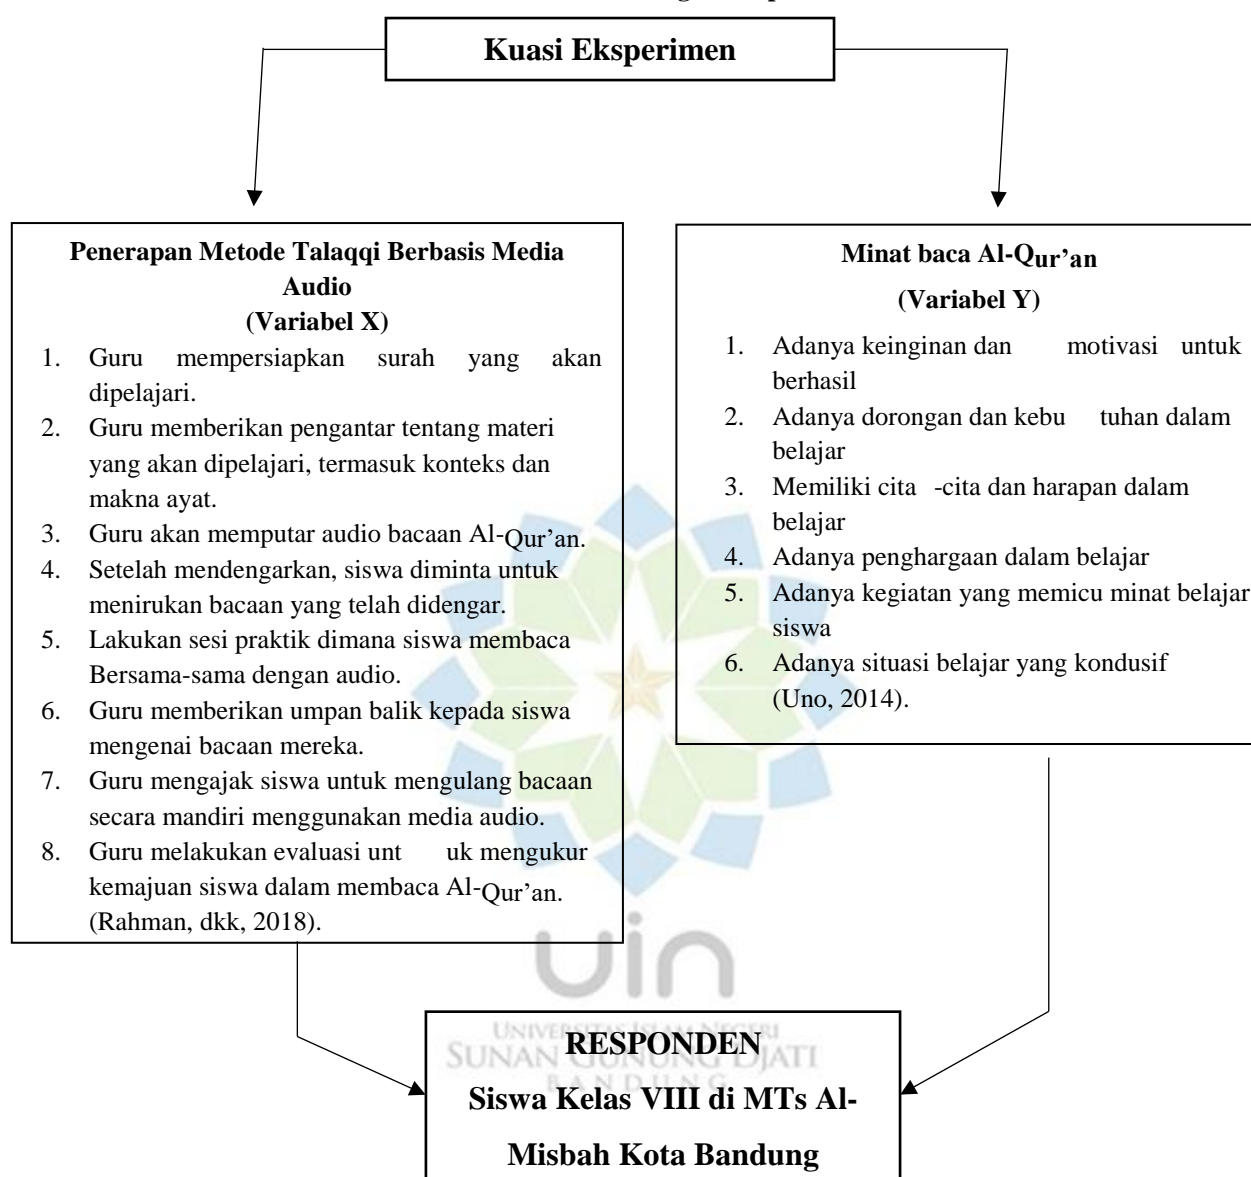 Kuasi Eksperimen
Penerapan Metode Talaqqi Berbasis Media
Audio
(Variabel X)
1. Guru mempersiapkan surah yang akan
dipelajari.
2. Guru memberikan pengantar tentang materi
yang akan dipelajari, termasuk konteks dan
makna ayat.
3. Guru akan memputar audio bacaan Al-Qur’an.
4. Setelah mendengarkan, siswa diminta untuk
menirukan bacaan yang telah didengar.
5. Lakukan sesi praktik dimana siswa membaca
Bersama-sama dengan audio.
6. Guru memberikan umpan balik kepada siswa
mengenai bacaan mereka.
7. Guru mengajak siswa untuk mengulang bacaan
secara mandiri menggunakan media audio.
8. Guru melakukan evaluasi unt uk mengukur
kemajuan siswa dalam membaca Al-Qur’an.
(Rahman, dkk, 2018).
Minat baca Al-Qur’an
(Variabel Y)
1. Adanya keinginan dan motivasi untuk
berhasil
2. Adanya dorongan dan kebu tuhan dalam
belajar
3. Memiliki cita -cita dan harapan dalam
belajar
4. Adanya penghargaan dalam belajar
5. Adanya kegiatan yang memicu minat belajar
siswa
6. Adanya situasi belajar yang kondusif
(Uno, 2014).
uin
UNIVERSITAS ISLAM NEGERI
SUNAN GUNUNG DJATI
BANDUNG
RESPONDEN
Siswa Kelas VIII di MTs Al-
Misbah Kota Bandung